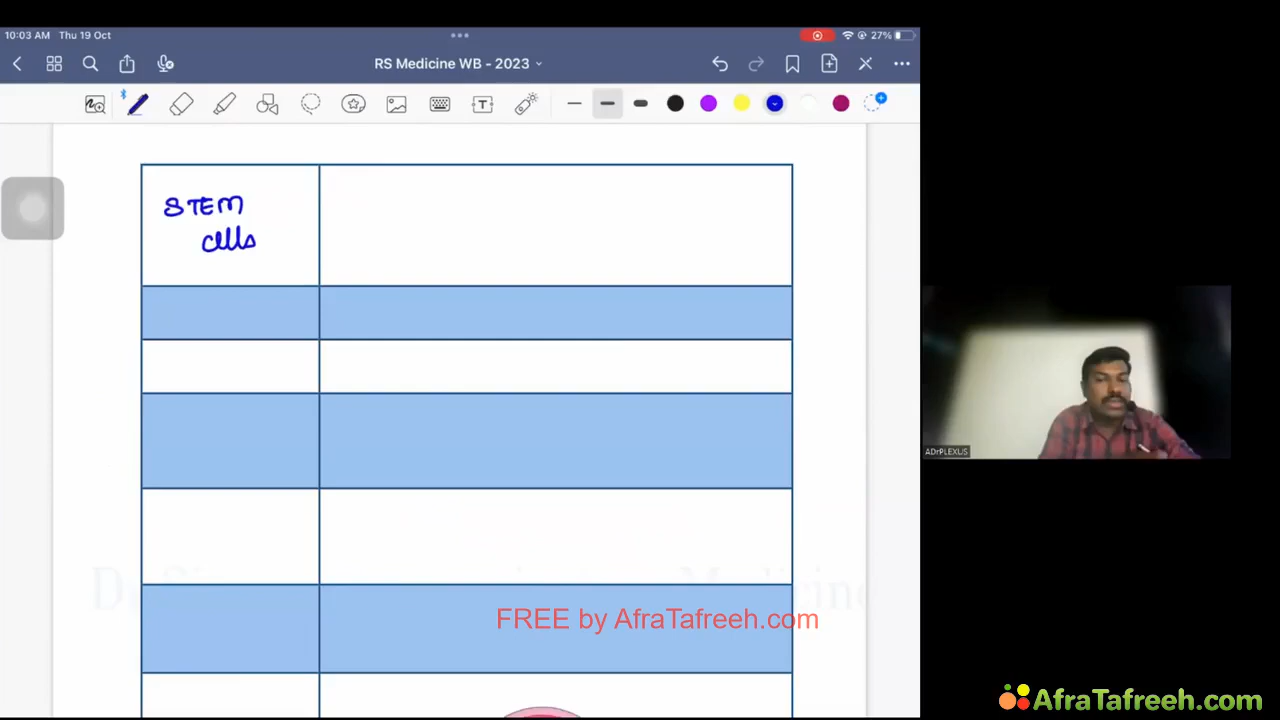 10:03 AM Thu 19 Oct
27%
RS Medicine WB - 2023
T
STEM
cells
ADrPLEXUS
Medicine
FREE by AfraTafreeh.com
AfraTafreeh.com